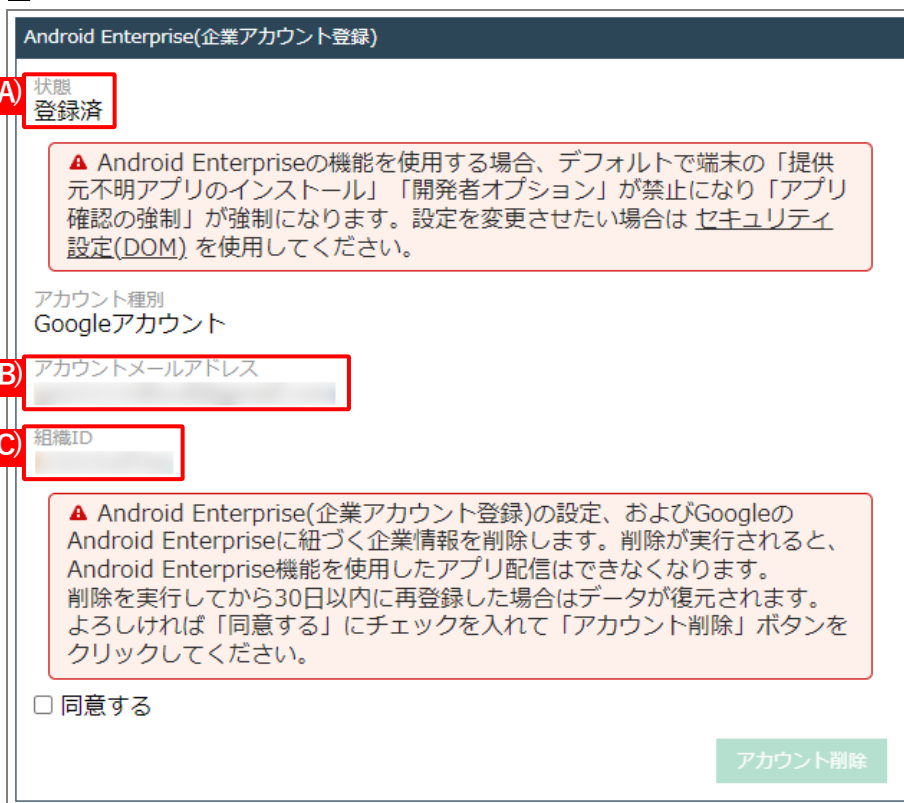 Android Enterprise(企業アカウント登録)
A)
状態
登録済
Android Enterpriseの機能を使用する場合、デフォルトで端末の「提供
元不明アプリのインストール」「開発者オプション」が禁止になり「アプリ
確認の強制」が強制になります。設定を変更させたい場合は セキュリティ
設定(DOM) を使用してください。
アカウント種別
Googleアカウント
B)
アカウントメールアドレス
C)
組織ID
Android Enterprise(企業アカウント登録)の設定、およびGoogleの
Android Enterpriseに紐づく企業情報を削除します。削除が実行されると、
Android Enterprise機能を使用したアプリ配信はできなくなります。
削除を実行してから30日以内に再登録した場合はデータが復元されます。
よろしければ「同意する」にチェックを入れて「アカウント削除」ボタンを
クリックしてください。
同意する
アカウント削除